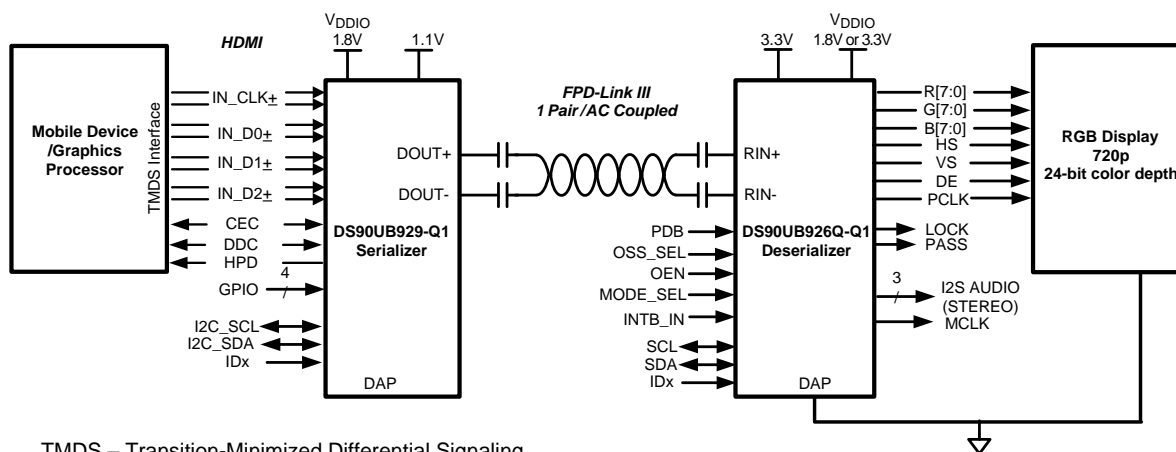 HDMI
VDDIO
1.8V
1.1V
3.3V
VDDIO
1.8V or 3.3V
FPD-Link III
1 Pair /AC Coupled
Mobile Device
/Graphics
Processor
TMDS Interface
IN_CLK±
IN_D0±
IN_D1±
IN_D2±
CEC
DDC
HPD
GPIO
4
/
I2C_SCL
I2C_SDA
IDx
DOUT+
DOUT-
DS90UB929-Q1
Serializer
DAP
RIN+
RIN-
DS90UB926Q-Q1
Deserializer
DAP
PDB
OSS_SEL
OEN
MODE_SEL
INTB_IN
SCL
SDA
IDx
R[7:0]
G[7:0]
B[7:0]
HS
VS
DE
PCLK
LOCK
PASS
3
/
I2S AUDIO
(STEREO)
MCLK
RGB Display
720p
24-bit color depth
TMDS – Transition-Minimized Differential Signaling